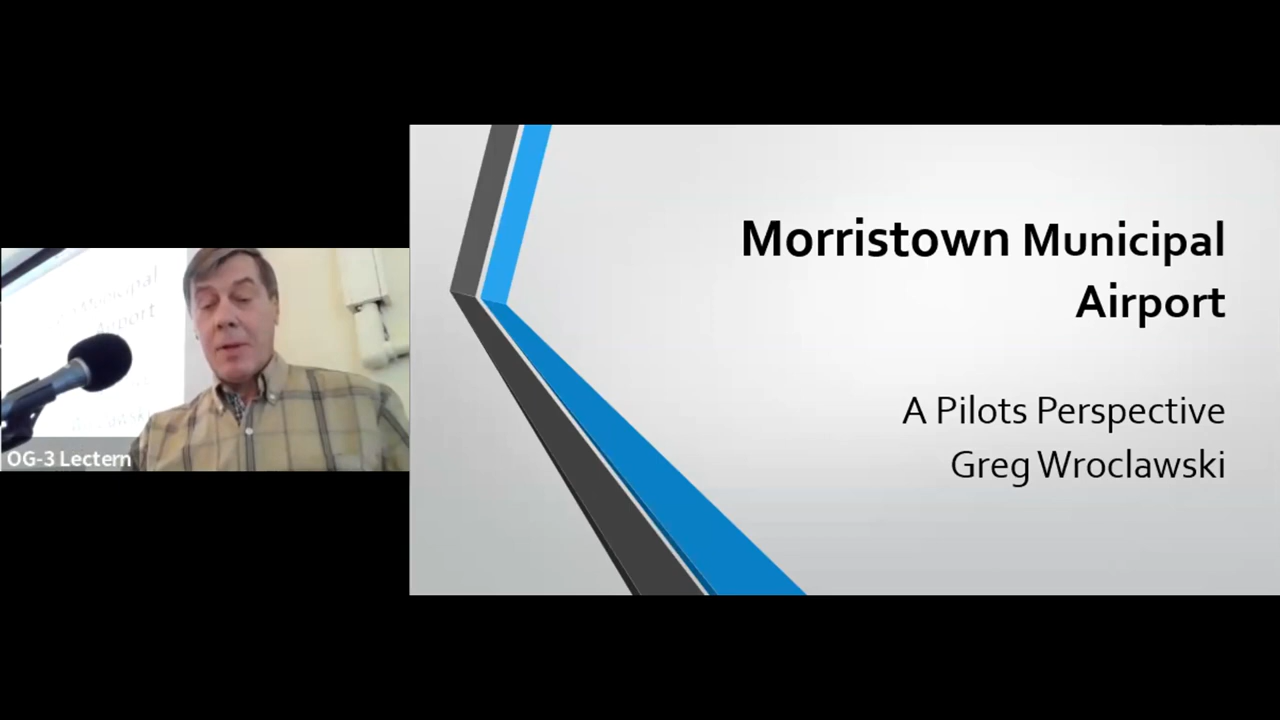 Morristown Municipal
Airport
A Pilots Perspective
Greg Wroclawski
OG-3 Lectern